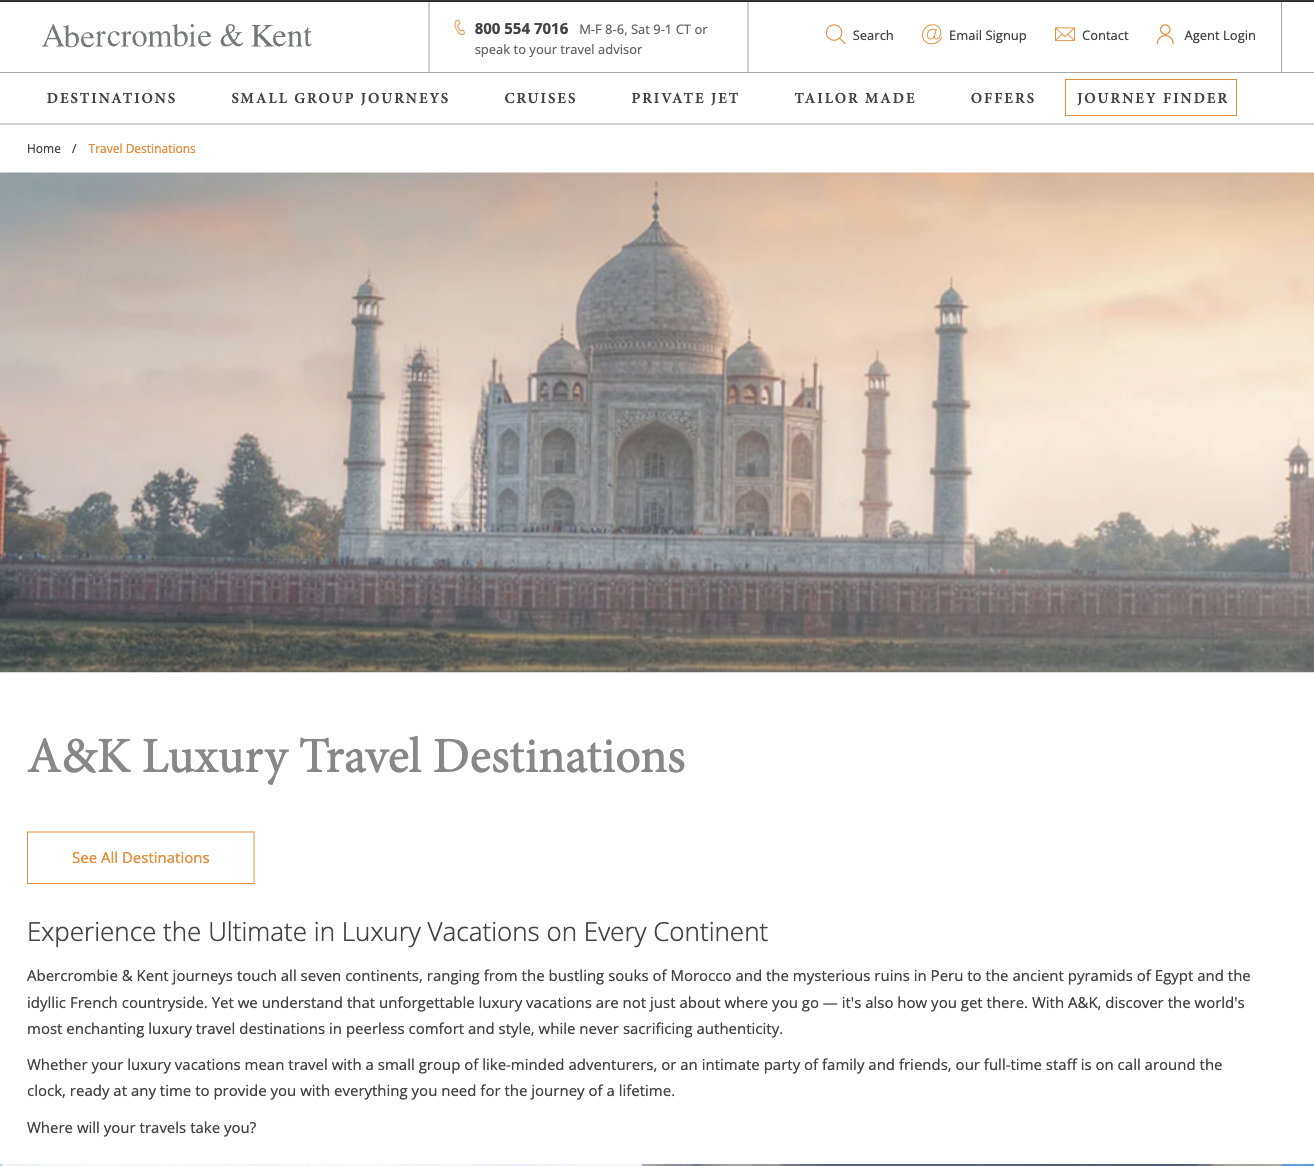 Abercrombie & Kent
800 554 7016 M-F 8-6, Sat 9-1 CT or
speak to your travel advisor
Search
Email Signup
Contact
Agent Login
DESTINATIONS
SMALL GROUP JOURNEYS
CRUISES
PRIVATE JET
TAILOR MADE
OFFERS
JOURNEY FINDER
Home / Travel Destinations
A&K Luxury Travel Destinations
See All Destinations
Experience the Ultimate in Luxury Vacations on Every Continent
Abercrombie & Kent journeys touch all seven continents, ranging from the bustling souks of Morocco and the mysterious ruins in Peru to the ancient pyramids of Egypt and the
idyllic French countryside. Yet we understand that unforgettable luxury vacations are not just about where you go — it's also how you get there. With A&K, discover the world's
most enchanting luxury travel destinations in peerless comfort and style, while never sacrificing authenticity.
Whether your luxury vacations mean travel with a small group of like-minded adventurers, or an intimate party of family and friends, our full-time staff is on call around the
clock, ready at any time to provide you with everything you need for the journey of a lifetime.
Where will your travels take you?